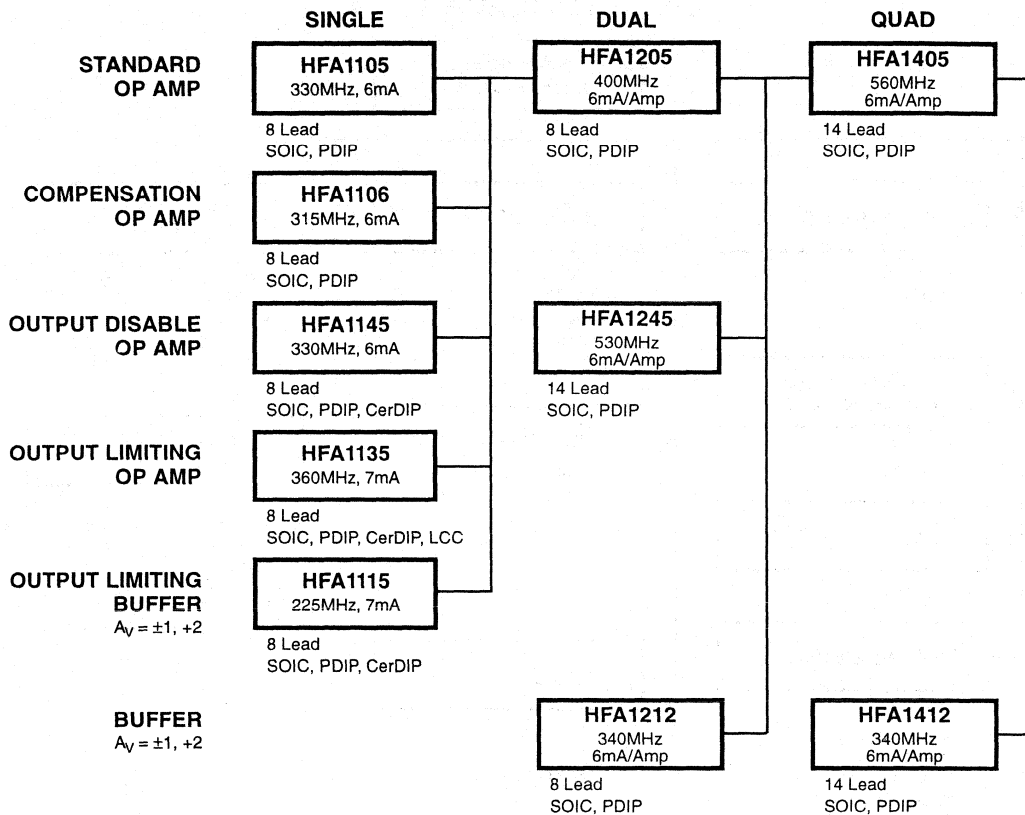 SINGLE
DUAL
QUAD
STANDARD
OP AMP
HFA1105
330MHz, 6mA
8 Lead
SOIC, PDIP
HFA1205
400MHz
6mA/Amp
8 Lead
SOIC, PDIP
HFA1405
560MHz
6mA/Amp
14 Lead
SOIC, PDIP
COMPENSATION
OP AMP
HFA1106
315MHz, 6mA
8 Lead
SOIC, PDIP
OUTPUT DISABLE
OP AMP
HFA1145
330MHz, 6mA
8 Lead
SOIC, PDIP, CerDIP
HFA1245
530MHz
6mA/Amp
14 Lead
SOIC, PDIP
OUTPUT LIMITING
OP AMP
HFA1135
360MHz, 7mA
8 Lead
SOIC, PDIP, CerDIP, LCC
OUTPUT LIMITING
BUFFER
AV = ±1, +2
HFA1115
225MHz, 7mA
8 Lead
SOIC, PDIP, CerDIP
BUFFER
AV = ±1, +2
HFA1212
340MHz
6mA/Amp
8 Lead
SOIC, PDIP
HFA1412
340MHz
6mA/Amp
14 Lead
SOIC, PDIP